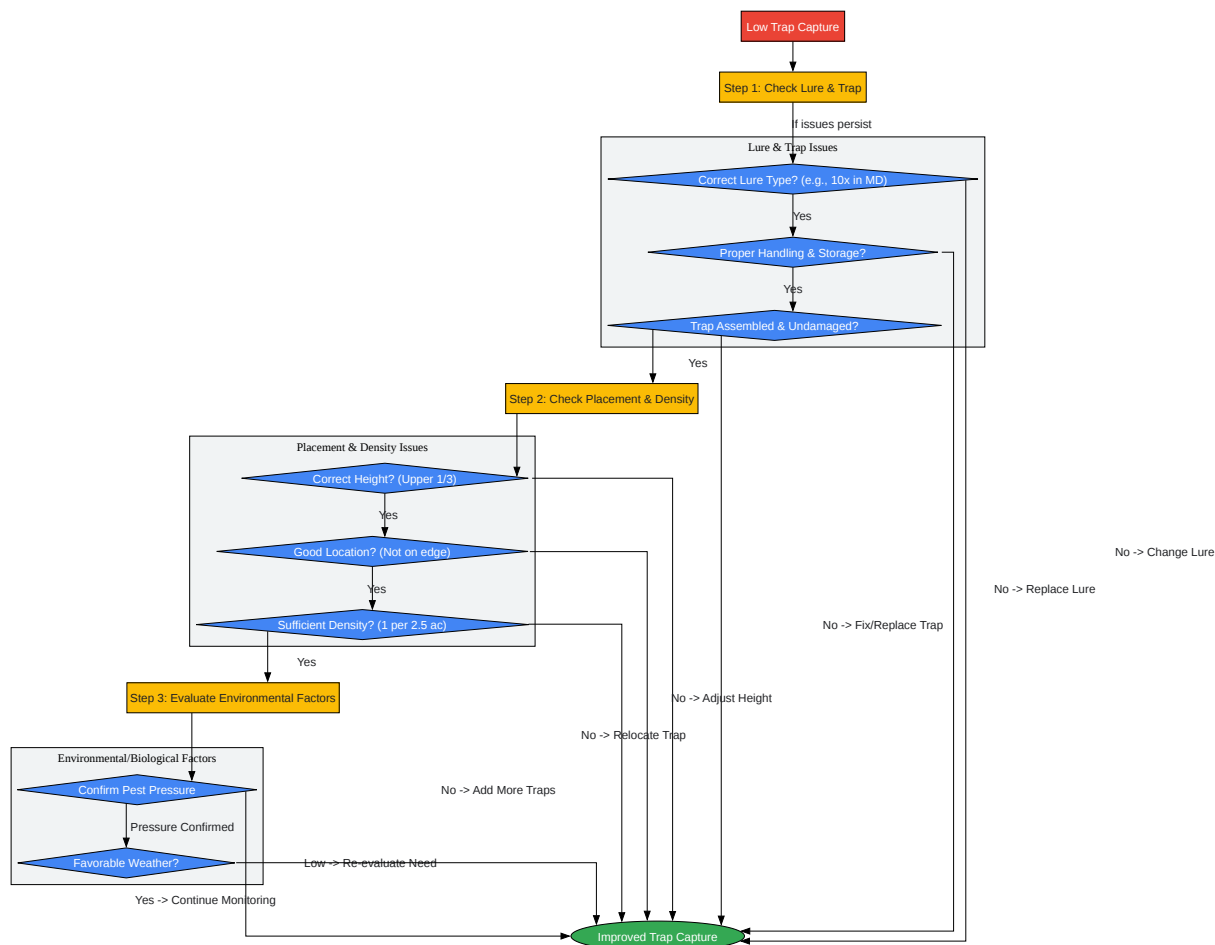 Low Trap Capture
Step 1: Check Lure & Trap
If issues persist
Lure & Trap Issues
Correct Lure Type? (e.g., 10x in MD)
Yes
Proper Handling & Storage?
Yes
Trap Assembled & Undamaged?
Yes
Step 2: Check Placement & Density
Placement & Density Issues
Correct Height? (Upper 1/3)
Yes
Good Location? (Not on edge)
No -> Change Lure
Yes
No -> Replace Lure
Sufficient Density? (1 per 2.5 ac)
No -> Fix/Replace Trap
Yes
Step 3: Evaluate Environmental Factors
No -> Adjust Height
No -> Relocate Trap
Environmental/Biological Factors
Confirm Pest Pressure
No -> Add More Traps
Pressure Confirmed
Favorable Weather?
Low -> Re-evaluate Need
Yes -> Continue Monitoring
Improved Trap Capture